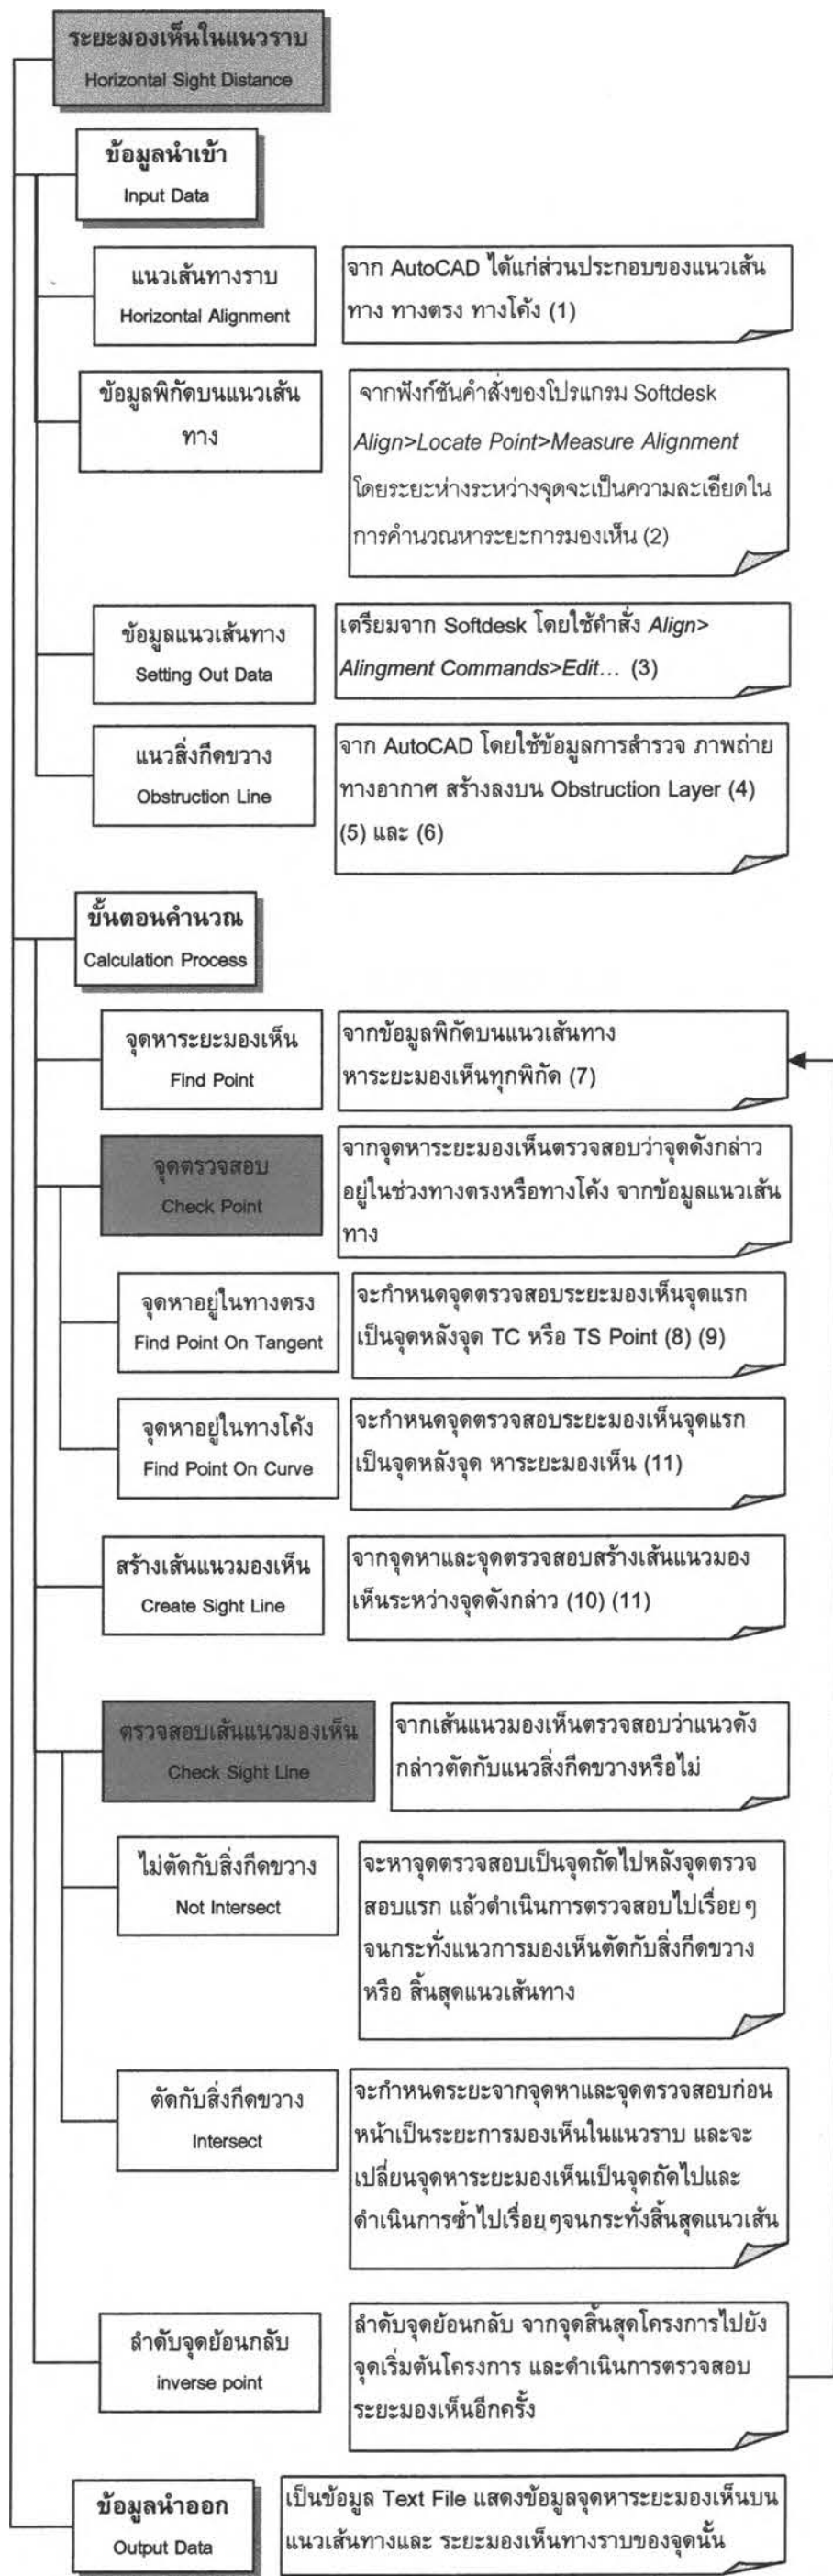 ระยะมองเห็นในแนวราบ
Horizontal Sight Distance
ข้อมูลนำเข้า
Input Data
แนวเส้นทางราบ
Horizontal Alignment
จาก AutoCAD ได้แก่ส่วนประกอบของแนวเส้น
ทาง ทางตรง ทางโค้ง (1)
ข้อมูลพิกัดบนแนวเส้น
ทาง
จากฟังก์ชันคำสั่งของโปรแกรม Softdesk
Align>Locate Point>Measure Alignment
โดยระยะห่างระหว่างจุดจะเป็นความละเอียดใน
การคำนวณหาระยะการมองเห็น (2)
ข้อมูลแนวเส้นทาง
Setting Out Data
เตรียมจาก Softdesk โดยใช้คำสั่ง Align>
Alingment Commands>Edit... (3)
แนวสิ่งกีดขวาง
Obstruction Line
จาก AutoCAD โดยใช้ข้อมูลการสำรวจ ภาพถ่าย
ทางอากาศ สร้างลงบน Obstruction Layer (4)
(5) และ (6)
ขั้นตอนคำนวณ
Calculation Process
จุดหาระยะมองเห็น
Find Point
จากข้อมูลพิกัดบนแนวเส้นทาง
หาระยะมองเห็นทุกพิกัด (7)
จุดตรวจสอบ
Check Point
จากจุดหาระยะมองเห็นตรวจสอบว่าจุดดังกล่าว
อยู่ในช่วงทางตรงหรือทางโค้ง จากข้อมูลแนวเส้น
ทาง
จุดหาอยู่ในทางตรง
Find Point On Tangent
จะกำหนดจุดตรวจสอบระยะมองเห็นจุดแรก
เป็นจุดหลังจุด TC หรือ TS Point (8) (9)
จุดหาอยู่ในทางโค้ง
Find Point On Curve
จะกำหนดจุดตรวจสอบระยะมองเห็นจุดแรก
เป็นจุดหลังจุด หาระยะมองเห็น (11)
สร้างเส้นแนวมองเห็น
Create Sight Line
จากจุดหาและจุดตรวจสอบสร้างเส้นแนวมอง
เห็นระหว่างจุดดังกล่าว (10) (11)
ตรวจสอบเส้นแนวมองเห็น
Check Sight Line
จากเส้นแนวมองเห็นตรวจสอบว่าแนวดัง
กล่าวตัดกับแนวสิ่งกีดขวางหรือไม่
ไม่ตัดกับสิ่งกีดขวาง
Not Intersect
จะหาจุดตรวจสอบเป็นจุดถัดไปหลังจุดตรวจ
สอบแรก แล้วดำเนินการตรวจสอบไปเรื่อยๆ
จนกระทั่งแนวการมองเห็นตัดกับสิ่งกีดขวาง
หรือ สิ้นสุดแนวเส้นทาง
ตัดกับสิ่งกีดขวาง
Intersect
จะกำหนดระยะจากจุดหาและจุดตรวจสอบก่อน
หน้าเป็นระยะการมองเห็นในแนวราบ และจะ
เปลี่ยนจุดหาระยะมองเห็นเป็นจุดถัดไปและ
ดำเนินการซ้ำไปเรื่อยๆจนกระทั่งสิ้นสุดแนวเส้น
ลำดับจุดย้อนกลับ
inverse point
ลำดับจุดย้อนกลับ จากจุดสิ้นสุดโครงการไปยัง
จุดเริ่มต้นโครงการ และดำเนินการตรวจสอบ
ระยะมองเห็นอีกครั้ง
ข้อมูลนำออก
Output Data
เป็นข้อมูล Text File แสดงข้อมูลจุดหาระยะมองเห็นบน
แนวเส้นทางและ ระยะมองเห็นทางราบของจุดนั้น